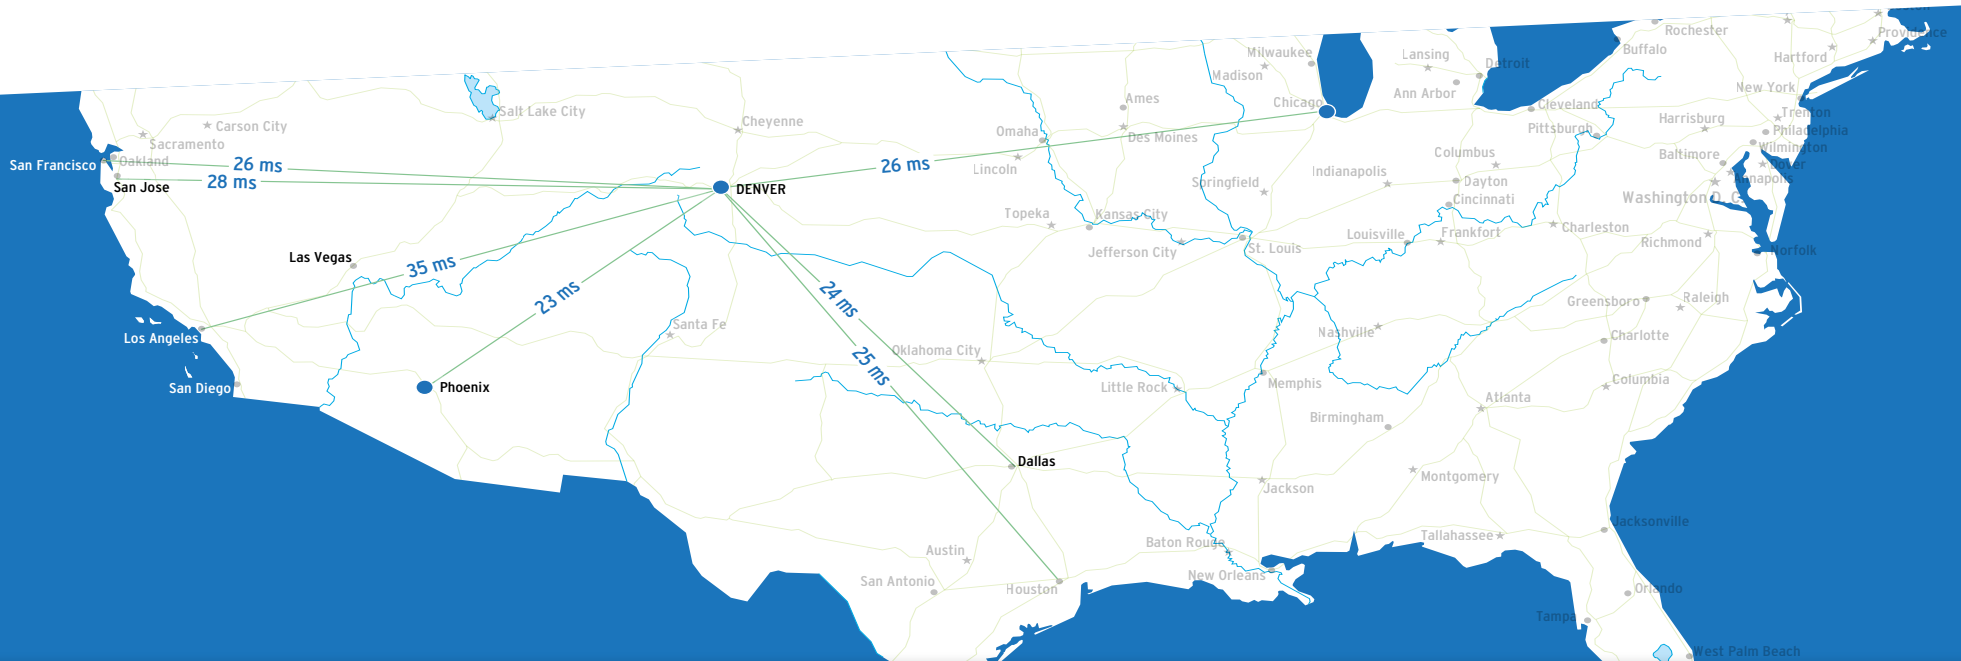 Rochester
Providence
Buffalo
Hartford
Milwaukee
Lansing
Detroit
Madison
Ann Arbor
New York
Chicago
Cleveland
Ames
Salt Lake City
Trenton
Harrisburg
Cheyenne
Carson City
Sacramento
Omaha
Des Moines
Pittsburgh
Philadelphia
Wilmington
Columbus
Baltimore
Oakland
San Francisco
26 ms
26 ms
Lincoln
Indianapolis
Dover
Annapolis
28 ms
San Jose
DENVER
Springfield
Dayton
Cincinnati
Washington D.C.
Topeka
Kansas City
Louisville
Frankfort
Charleston
Richmond
Jefferson City
St. Louis
Norfolk
Las Vegas
35 ms
23 ms
24 ms
Greensboro
Raleigh
Santa Fe
Nashville
Charlotte
Los Angeles
Oklahoma City
25 ms
San Diego
Phoenix
Little Rock
Memphis
Columbia
Atlanta
Birmingham
Dallas
Montgomery
Jackson
Jacksonville
Tallahassee
Baton Rouge
Austin
New Orleans
San Antonio
Houston
Orlando
Tampa
West Palm Beach